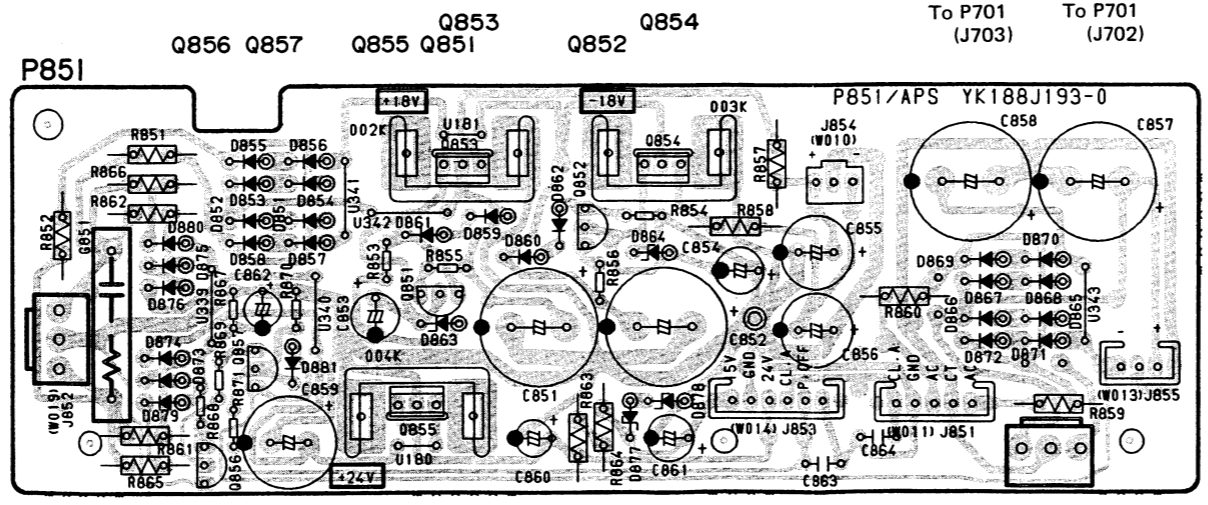 Q853
Q854
To P701
(J703)
To P701
(J702)
Q856
Q857
Q855
Q851
Q852
P851
+18V
-18V
P851/APS YK188J193-0
002K
U181
Q853
Q854
003K
R857
J854
(W010)
+
-
C858
C857
R851
R866
R862
R852
G851
D855
D856
D852
D853
D851
D854
U341
U342
D861
D859
D862
Q852
R854
R858
C855
D880
D875
D876
D858
D857
C862
R870
U339
U340
C853
R853
R855
Q851
D860
D864
C854
R856
D863
004K
C852
C856
D869
D870
D867
D868
D866
D865
U343
R860
D872
D871
D874
D873
R869
D881
C859
D879
R861
R865
Q856
(W019)
J852
Q855
U180
+24V
C851
C860
R863
R864
D877
D878
C861
5V
GND
24V
CL.A
P.OFF
(W014) J853
C863
C864
CL.A
GND
AC
CT
AC
(W011) J851
R859
(W013) J855
-
+